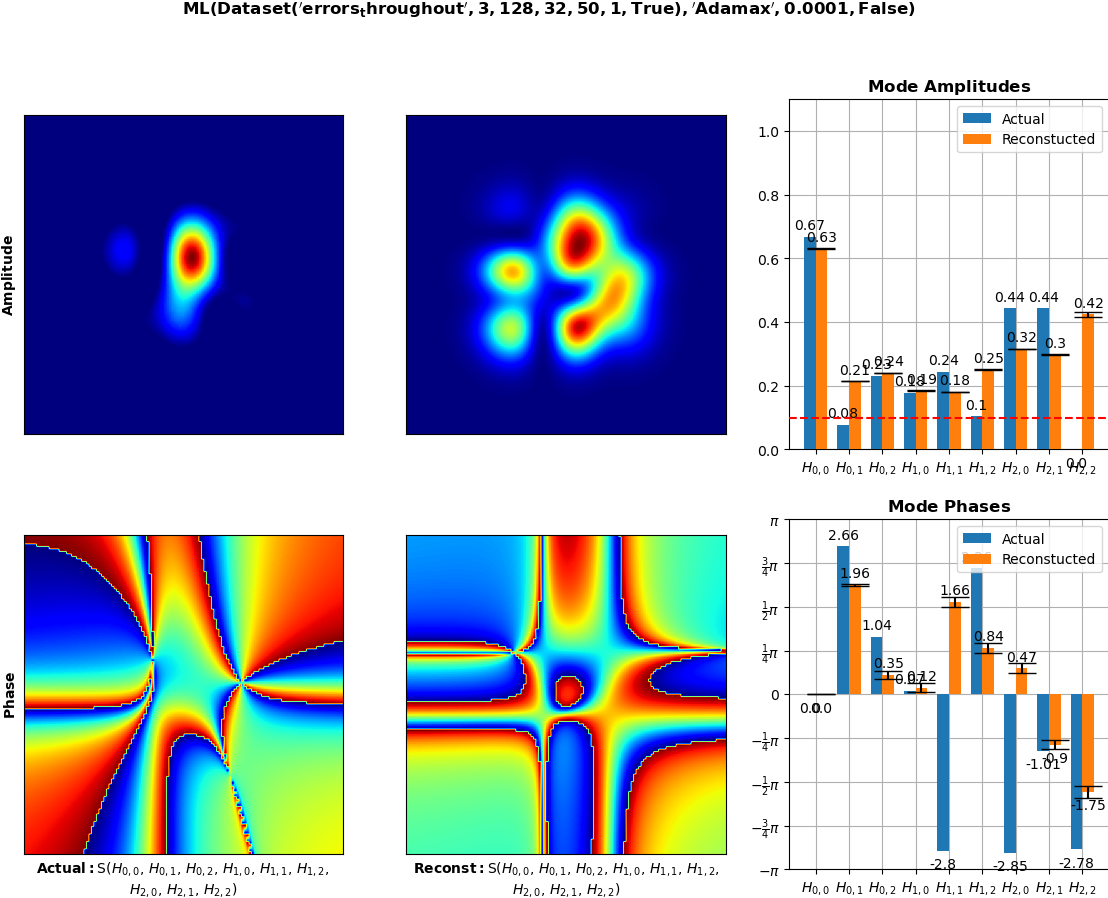 ML(Dataset('errors_throughout', 3, 128, 32, 50, 1, True), 'Adamax', 0.0001, False)
Amplitude
Mode Amplitudes
Actual
Reconstucted
1.0
0.8
0.6
0.4
0.2
0.0
0.67
0.63
0.08
0.21
0.23
0.24
0.18
0.19
0.24
0.18
0.1
0.25
0.44
0.32
0.44
0.3
0.0
0.42
H0,0 H0,1 H0,2 H1,0 H1,1 H1,2 H2,0 H2,1 H2,2
Phase
Mode Phases
Actual
Reconstucted
π
3/4π
1/2π
1/4π
0
−1/4π
−1/2π
−3/4π
−π
0.0
0.0
2.66
1.96
1.04
0.35
0.07
0.12
-2.8
1.66
0.84
-2.85
0.47
-1.01
-0.9
-2.78
-1.75
H0,0 H0,1 H0,2 H1,0 H1,1 H1,2 H2,0 H2,1 H2,2
Actual: S(H0,0, H0,1, H0,2, H1,0, H1,1, H1,2,
H2,0, H2,1, H2,2)
Reconst: S(H0,0, H0,1, H0,2, H1,0, H1,1, H1,2,
H2,0, H2,1, H2,2)